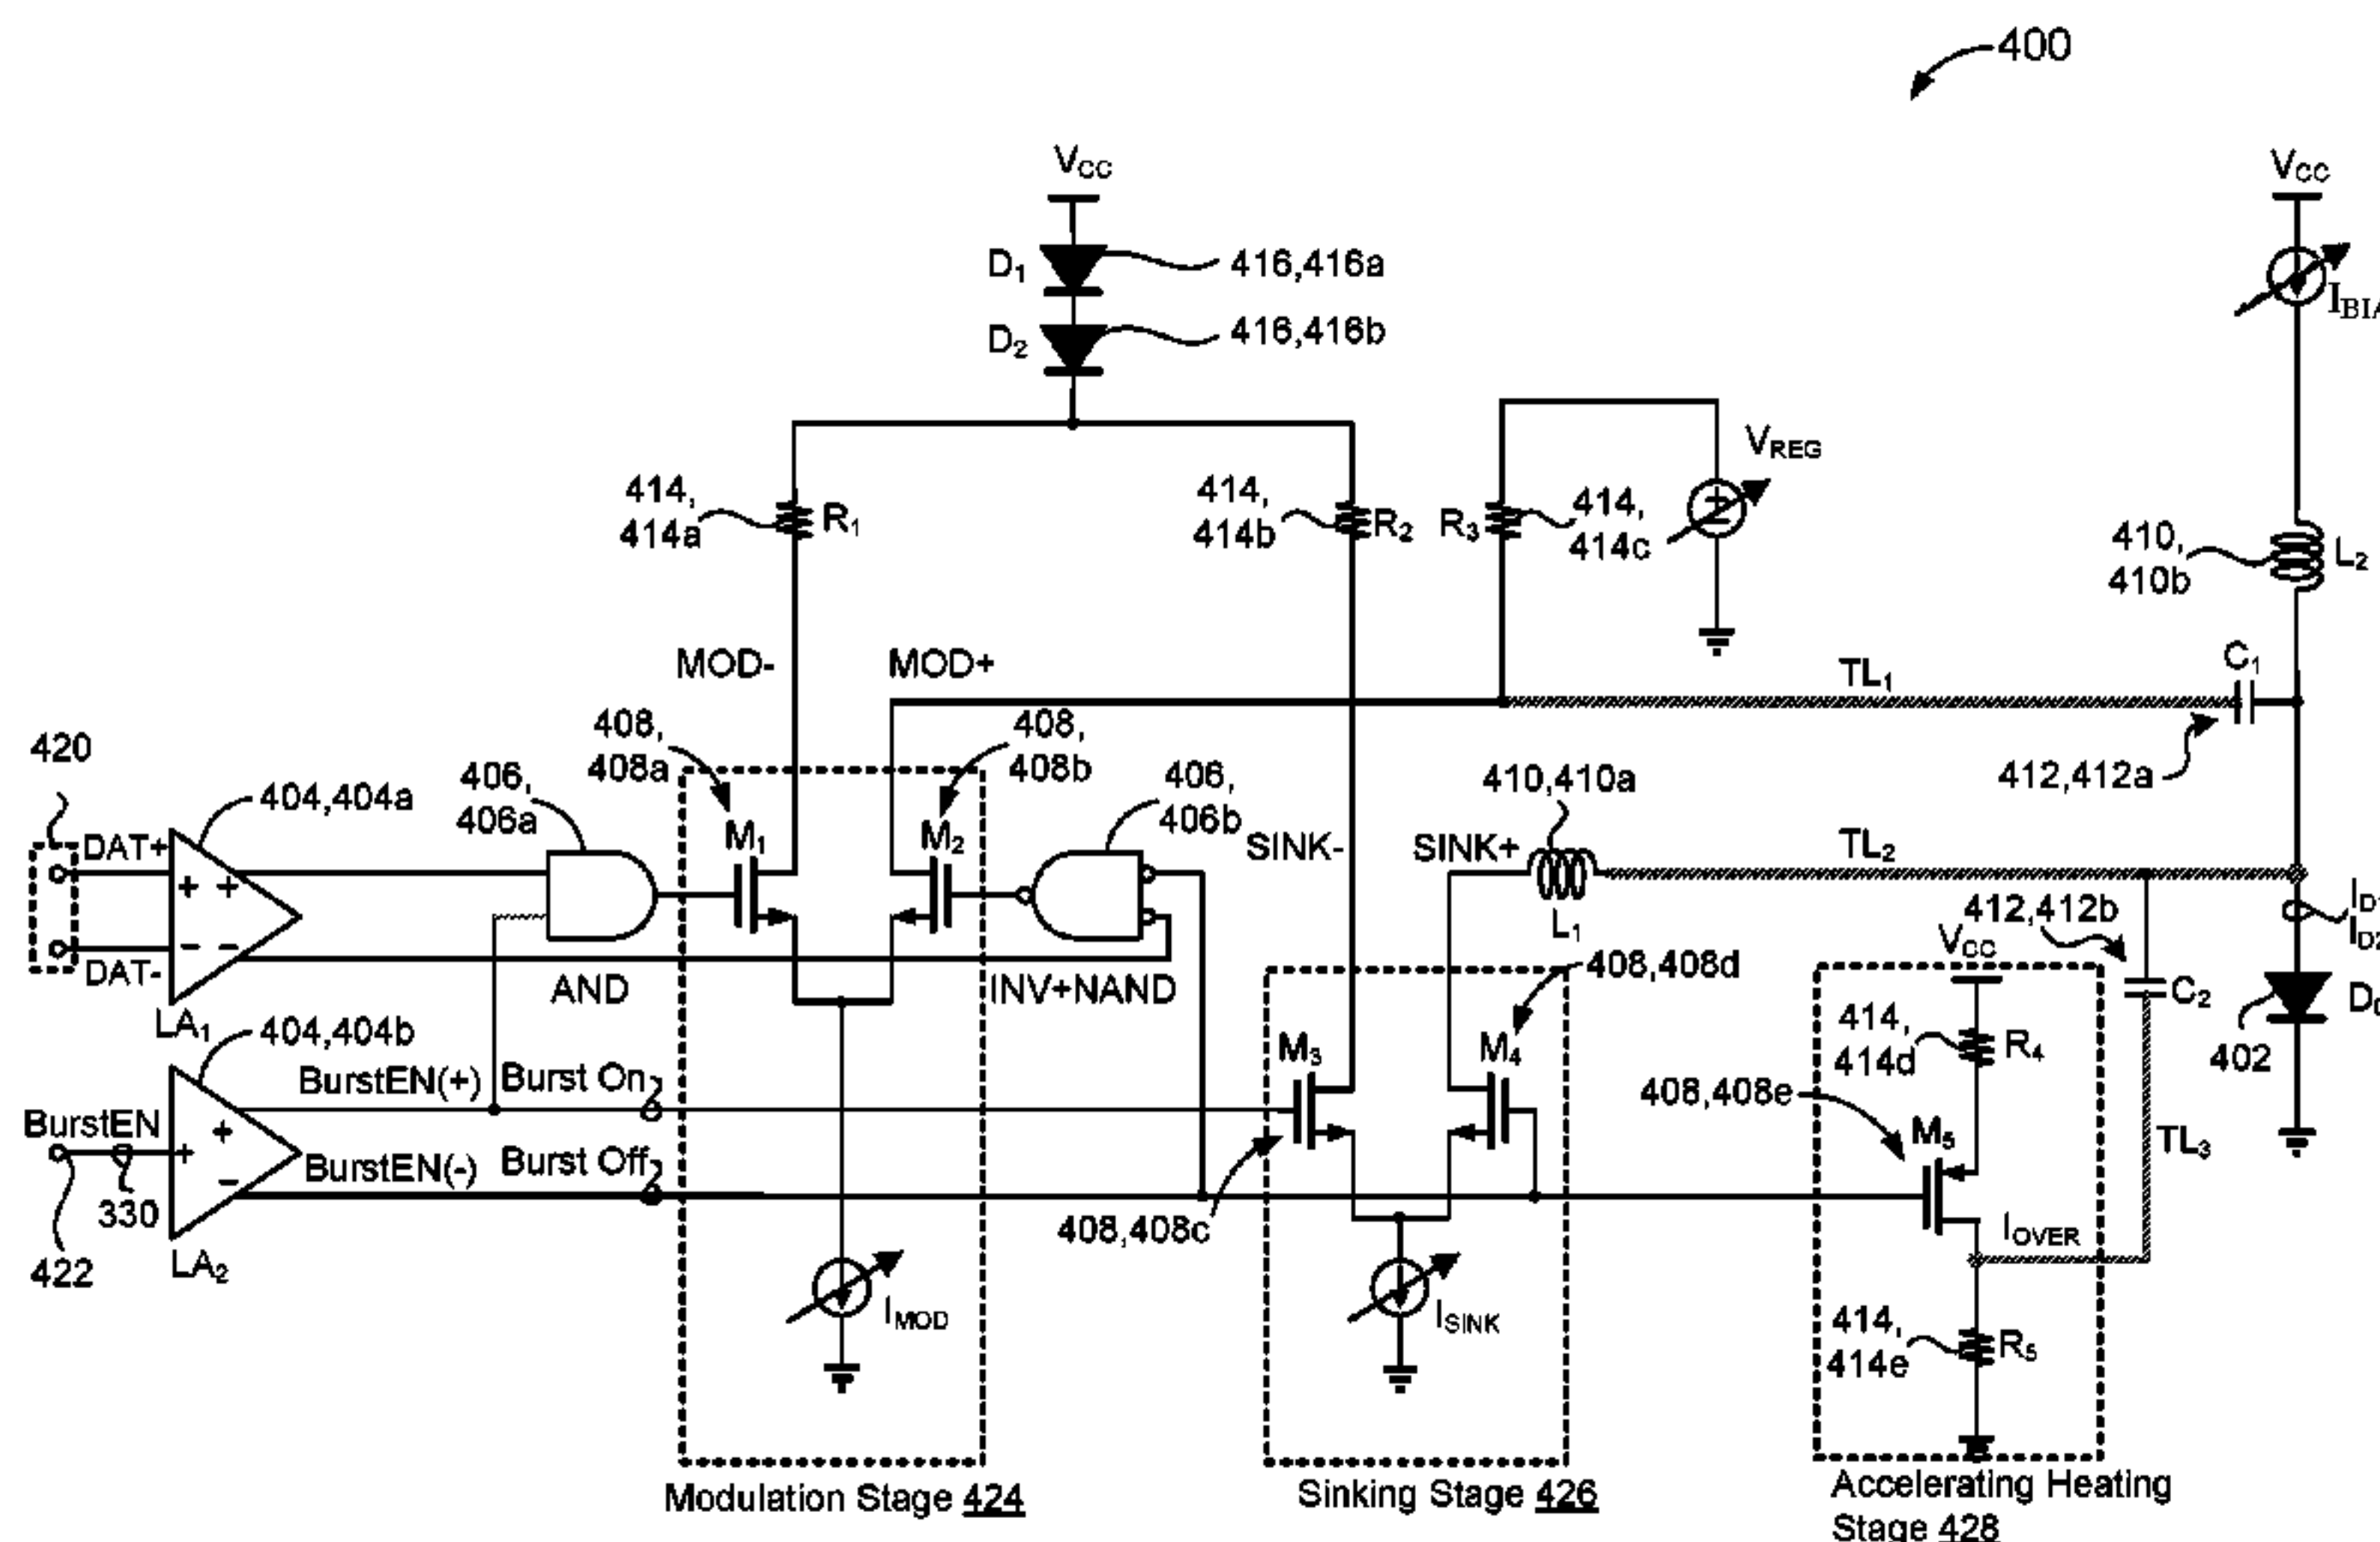 400
VCC
VCC
D1
416,416a
D2
416,416b
IBIA
VREG
414,
414a
R1
414,
414b
R2
R3
414,
414c
410,
410b
L2
MOD-
MOD+
TL1
C1
412,412a
420
DAT+
DAT-
404,404a
LA1
406,
406a
AND
408,
408a
M1
408,
408b
M2
406,
406b
INV+NAND
SINK-
SINK+
410,410a
L1
TL2
412,412b
ID1
ID2
C2
D0
402
404,404b
BurstEN
330
422
LA2
BurstEN(+)
Burst On
BurstEN(-)
Burst Off
M3
M4
408,408d
408,408c
VCC
414,
414d
R4
408,408e
M5
IOVER
TL3
IMOD
ISINK
414,
414e
R5
Modulation Stage 424
Sinking Stage 426
Accelerating Heating
Stage 428
+
+
-
-
+
+
-